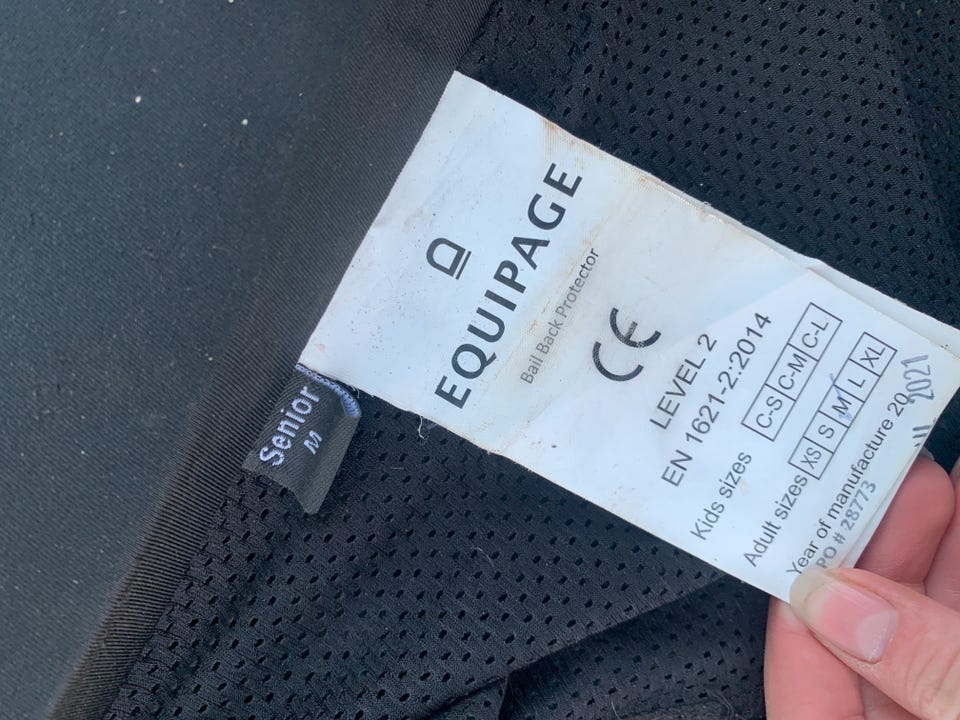 EQUIPAGE
Bail Back Protector
CE
LEVEL 2
EN 1621-2:2014
Kids sizes C-S C-M C-L
Adult sizes XS S M L XL
Year of manufacture 20 2021
PO # 28773
Senior
M